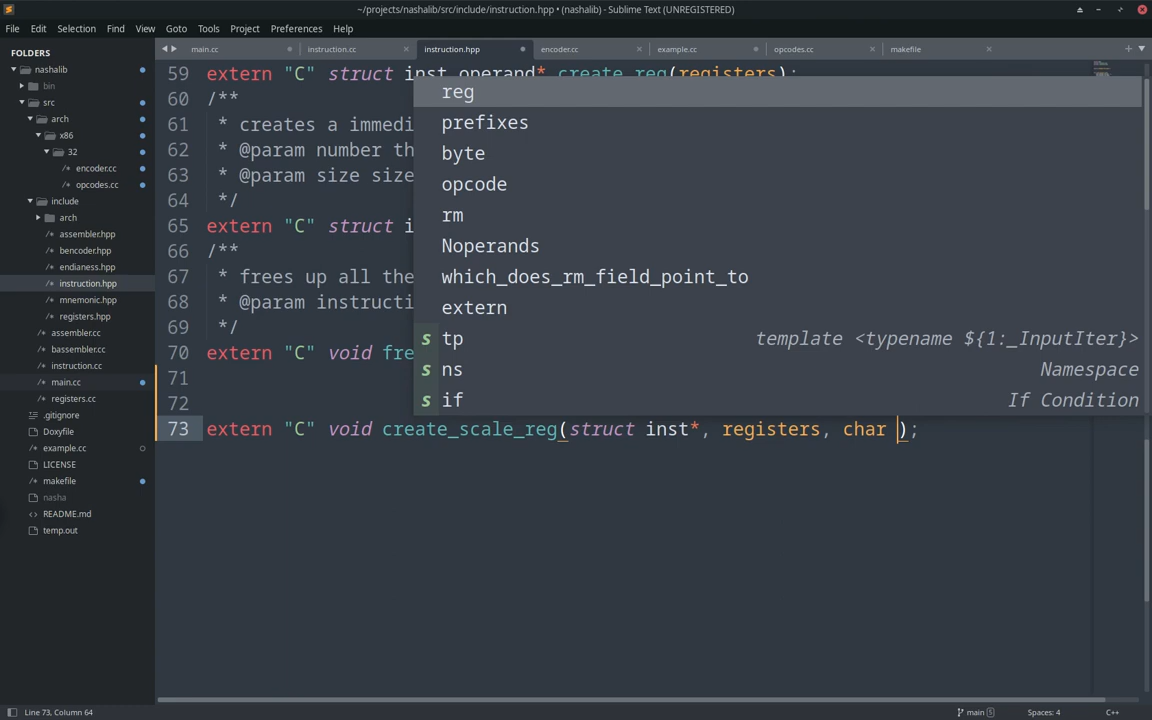 ~/projects/nashalib/src/include/instruction.hpp • (nashalib) - Sublime Text (UNREGISTERED)
File Edit Selection Find View Goto Tools Project Preferences Help
FOLDERS
nashalib
bin
src
arch
x86
32
encoder.cc
opcodes.cc
include
arch
assembler.hpp
bencoder.hpp
endianess.hpp
instruction.hpp
mnemonic.hpp
registers.hpp
assembler.cc
bassembler.cc
instruction.cc
main.cc
registers.cc
.gitignore
Doxyfile
example.cc
LICENSE
makefile
nasha
README.md
temp.out
main.cc instruction.cc instruction.hpp encoder.cc example.cc opcodes.cc makefile
59 extern "C" struct inst_operand* create_reg(registers);
60 /**
61 * creates a immedi
62 * @param number th
63 * @param size size
64 */
65 extern "C" struct i
66 /**
67 * frees up all the
68 * @param instructi
69 */
70 extern "C" void fre
71
72
73 extern "C" void create_scale_reg(struct inst*, registers, char );
reg
prefixes
byte
opcode
rm
Noperands
which_does_rm_field_point_to
extern
s tp template <typename ${1:_InputIter}>
s ns Namespace
s if If Condition
Line 73, Column 64 main 5 Spaces: 4 C++